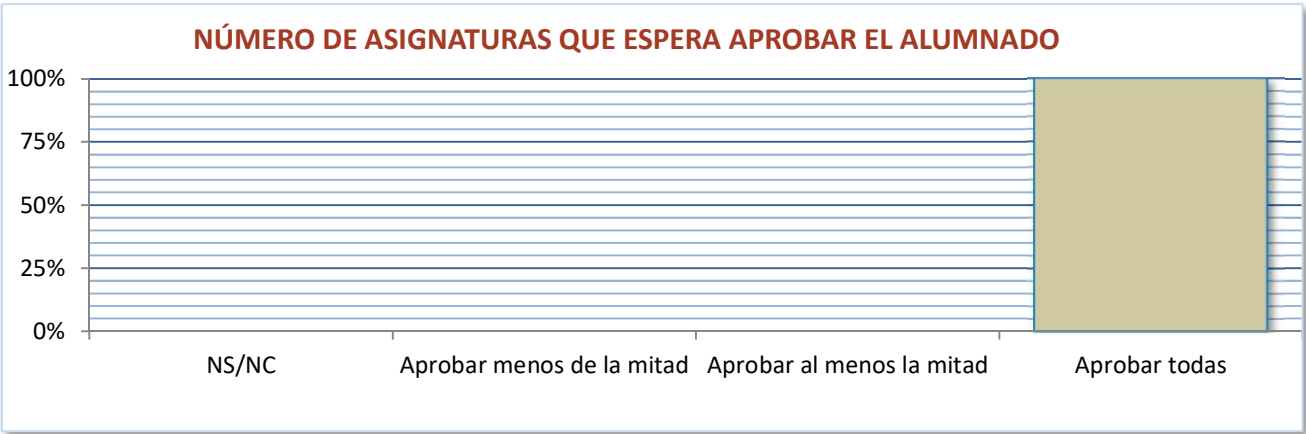 NÚMERO DE ASIGNATURAS QUE ESPERA APROBAR EL ALUMNADO
100%
75%
50%
25%
0%
NS/NC Aprobar menos de la mitad Aprobar al menos la mitad Aprobar todas